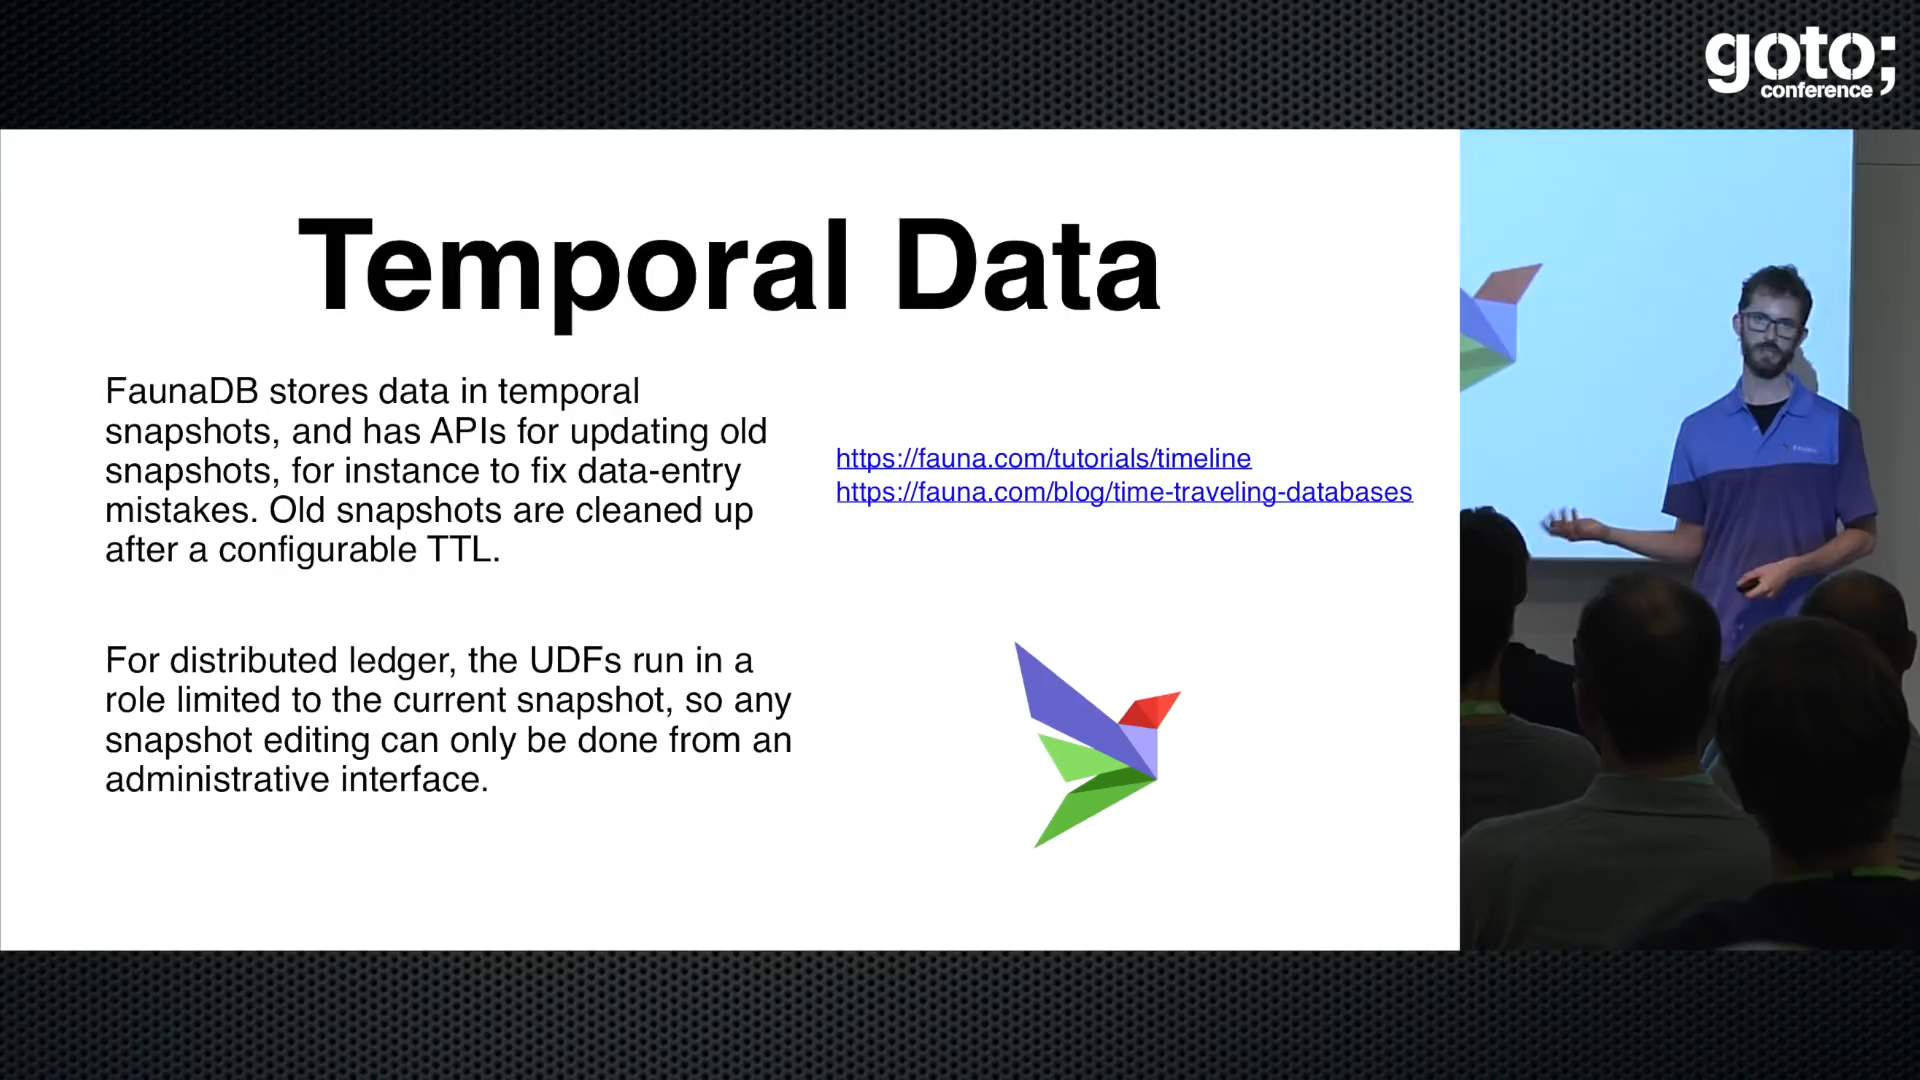 goto;
conference
Temporal Data
FaunaDB stores data in temporal
snapshots, and has APIs for updating old
snapshots, for instance to fix data-entry
mistakes. Old snapshots are cleaned up
after a configurable TTL.
https://fauna.com/tutorials/timeline
https://fauna.com/blog/time-traveling-databases
For distributed ledger, the UDFs run in a
role limited to the current snapshot, so any
snapshot editing can only be done from an
administrative interface.